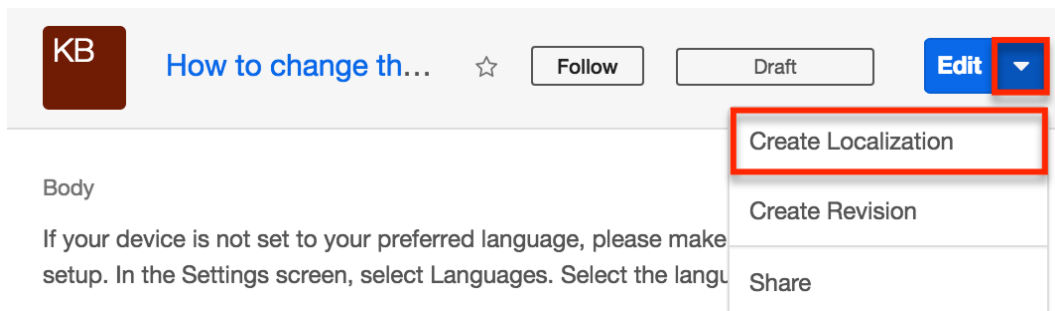 KB
How to change th...
Follow
Draft
Edit
Create Localization
Create Revision
Share
Body
If your device is not set to your preferred language, please make
setup. In the Settings screen, select Languages. Select the